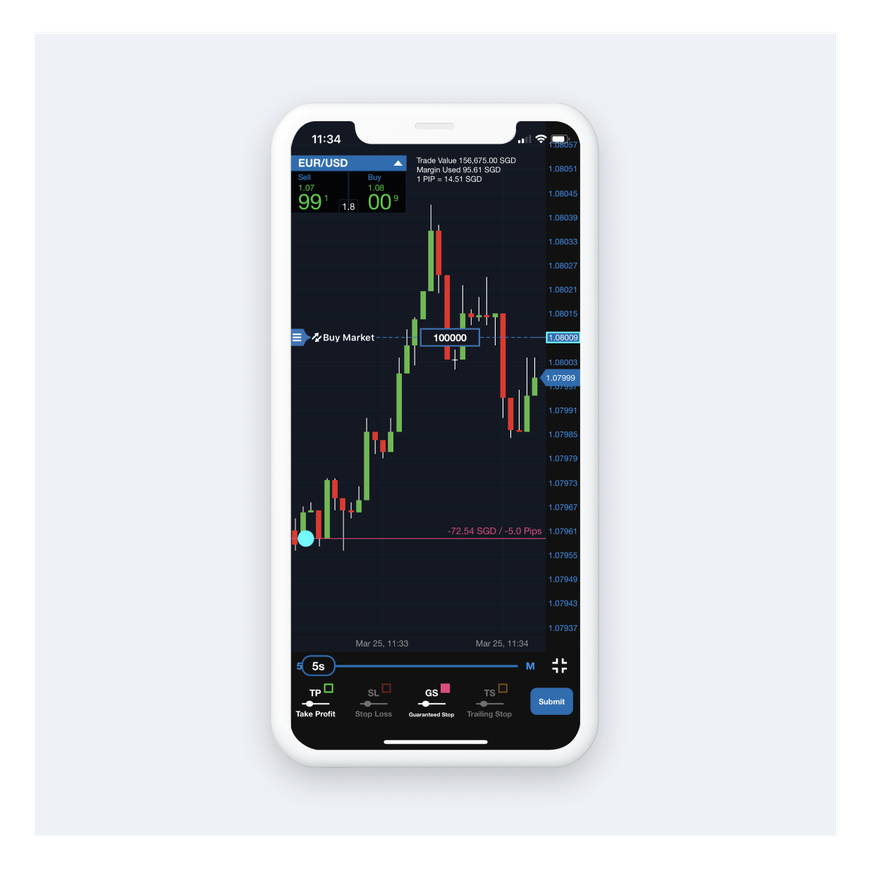 11:34
EUR/USD
Sell
1.07
99 1
1.8
Buy
1.08
00 9
Trade Value 156,675.00 SGD
Margin Used 95.61 SGD
1 PIP = 14.51 SGD
1.08057
1.08051
1.08045
1.08039
1.08033
1.08027
1.08021
1.08015
Buy Market
100000
1.08009
1.08003
1.07999
1.07997
1.07991
1.07985
1.07979
1.07973
1.07967
-72.54 SGD / -5.0 Pips
1.07961
1.07955
1.07949
1.07943
1.07937
Mar 25, 11:33
Mar 25, 11:34
5
5s
M
TP
Take Profit
SL
Stop Loss
GS
Guaranteed Stop
TS
Trailing Stop
Submit